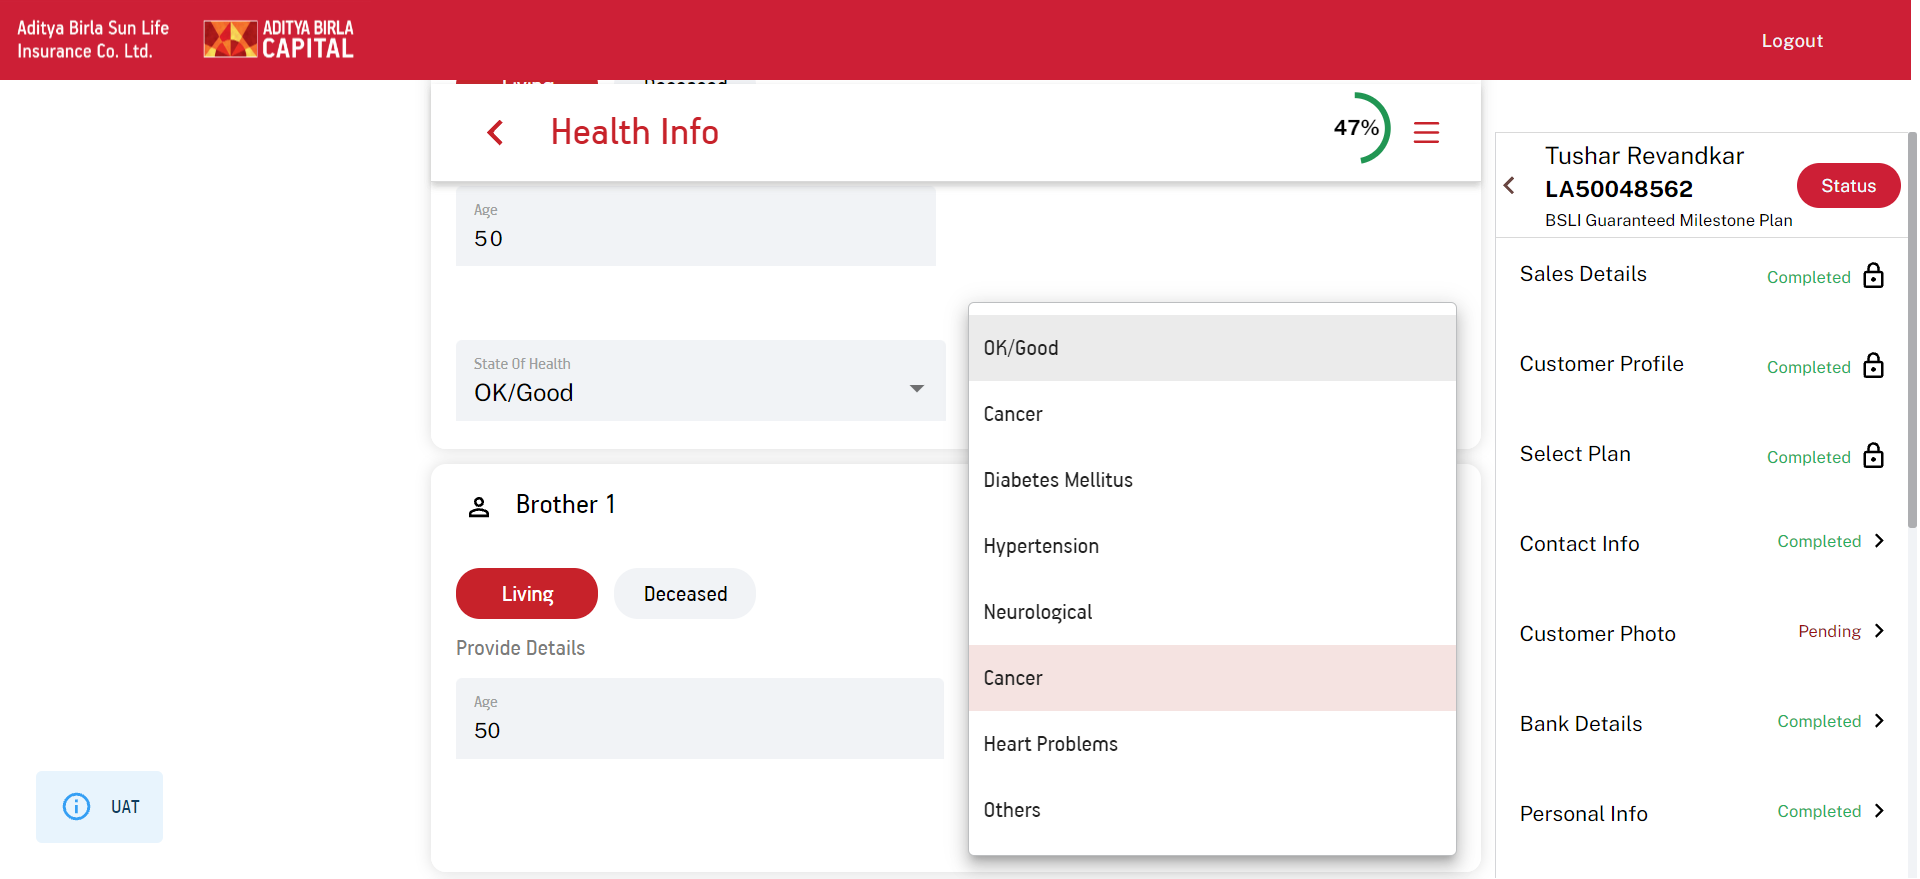 Aditya Birla Sun Life
Insurance Co. Ltd.
ADITYA BIRLA
CAPITAL
Logout
Living
Deceased
Health Info
47%
Age
50
State Of Health
OK/Good
Brother 1
Living
Deceased
Provide Details
Age
50
OK/Good
Cancer
Diabetes Mellitus
Hypertension
Neurological
Cancer
Heart Problems
Others
UAT
Tushar Revandkar
LA50048562
BSLI Guaranteed Milestone Plan
Status
Sales Details
Completed
Customer Profile
Completed
Select Plan
Completed
Contact Info
Completed
Customer Photo
Pending
Bank Details
Completed
Personal Info
Completed